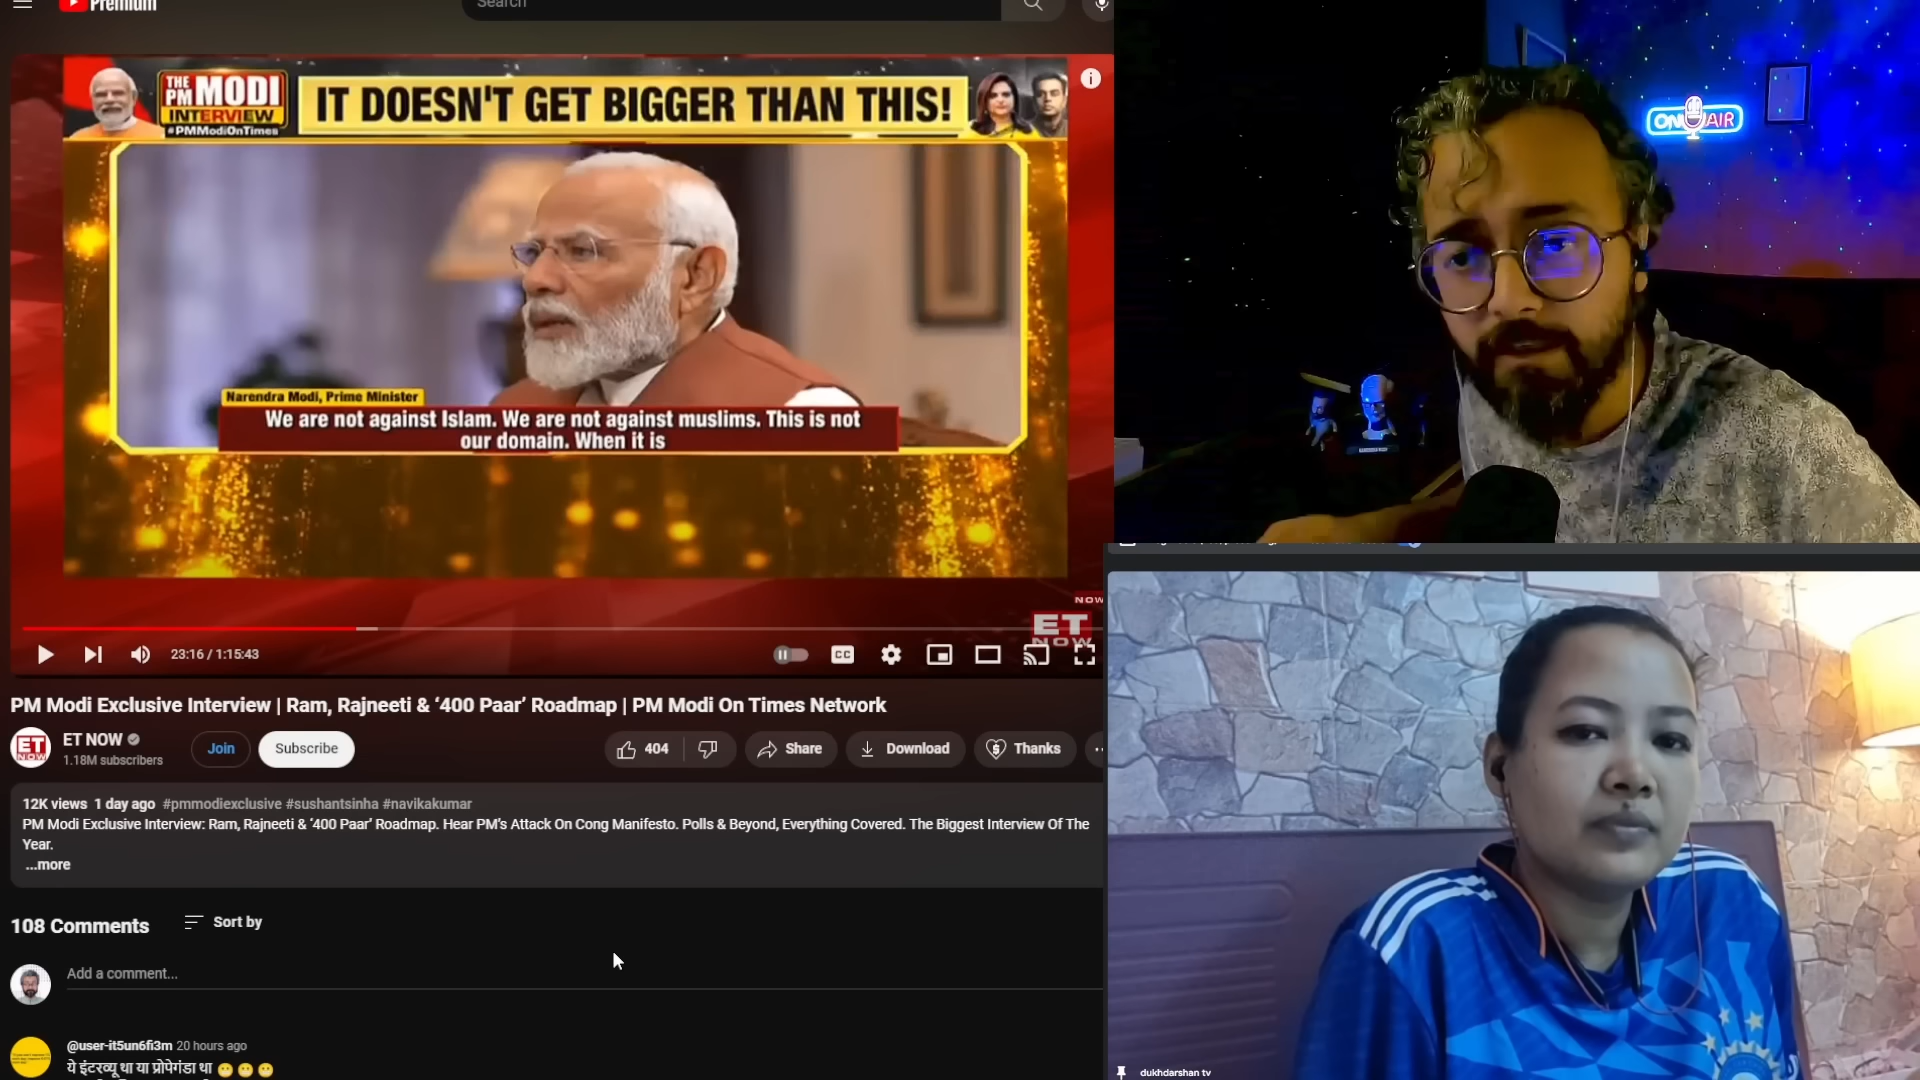 Premium
Search
THE PM MODI INTERVIEW
#PMModiOnTimes
IT DOESN'T GET BIGGER THAN THIS!
ON AIR
Narendra Modi, Prime Minister
We are not against Islam. We are not against muslims. This is not
our domain. When it is
NOW
ET NOW
23:16 / 1:15:43
CC
PM Modi Exclusive Interview | Ram, Rajneeti & ‘400 Paar’ Roadmap | PM Modi On Times Network
ET NOW
ET NOW
1.18M subscribers
Join
Subscribe
404
Share
Download
Thanks
12K views 1 day ago #pmmodiexclusive #sushantsinha #navikakumar
PM Modi Exclusive Interview: Ram, Rajneeti & ‘400 Paar’ Roadmap. Hear PM's Attack On Cong Manifesto. Polls & Beyond, Everything Covered. The Biggest Interview Of The
Year.
...more
108 Comments
Sort by
Add a comment...
@user-it5un6fi3m 20 hours ago
ये इंटरव्यू था या प्रोपेगंडा था 😁😁😁
dukhdarshan tv